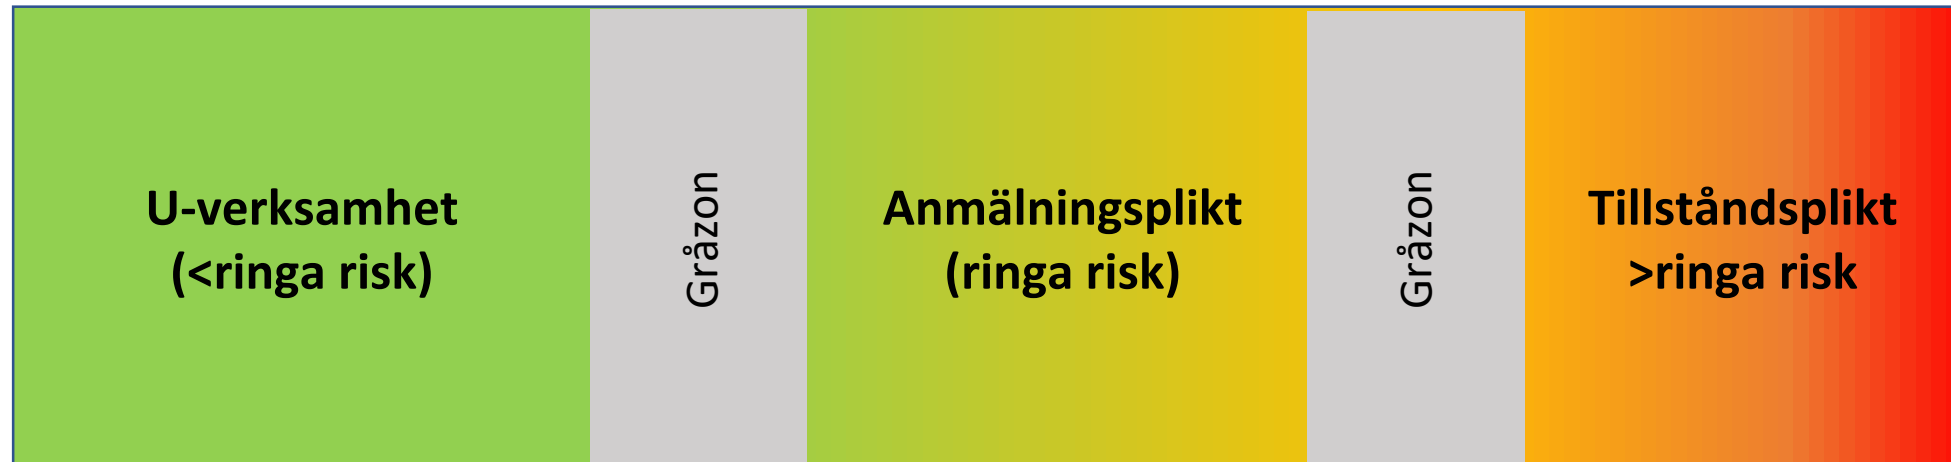 U-verksamhet
(<ringa risk)
Gråzon
Anmälningsplikt
(ringa risk)
Gråzon
Tillståndsplikt
>ringa risk